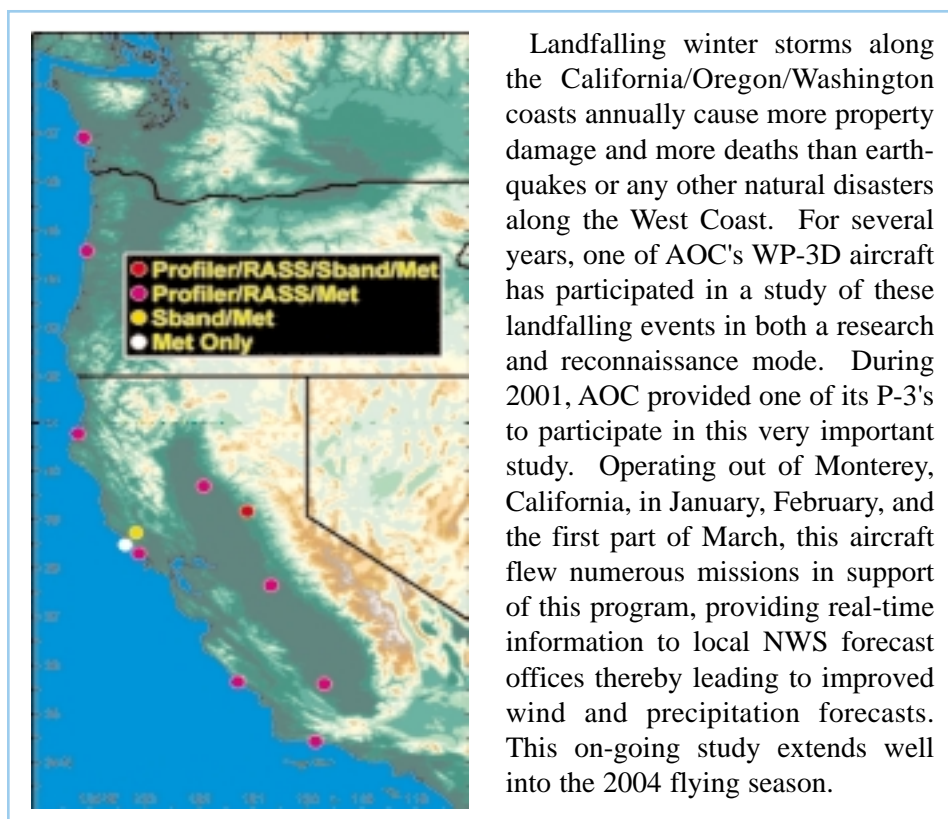 Profiler/RASS/Sband/Met
Profiler/RASS/Met
Sband/Met
Met Only
Landfalling winter storms along
the California/Oregon/Washington
coasts annually cause more property
damage and more deaths than earth-
quakes or any other natural disasters
along the West Coast. For several
years, one of AOC's WP-3D aircraft
has participated in a study of these
landfalling events in both a research
and reconnaissance mode. During
2001, AOC provided one of its P-3's
to participate in this very important
study. Operating out of Monterey,
California, in January, February, and
the first part of March, this aircraft
flew numerous missions in support
of this program, providing real-time
information to local NWS forecast
offices thereby leading to improved
wind and precipitation forecasts.
This on-going study extends well
into the 2004 flying season.